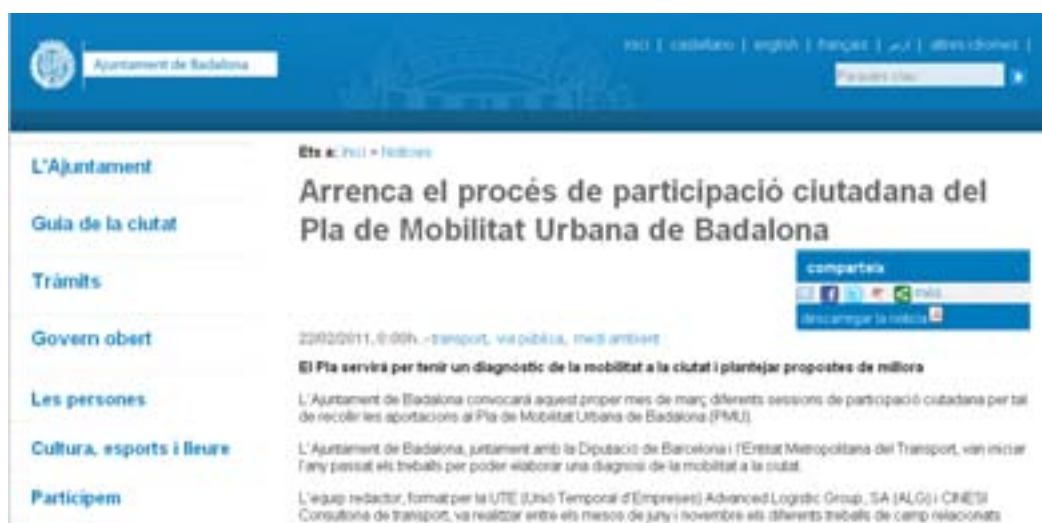 Ajuntament de Badalona
inici | castellano | english | français | | altres idiomes |
Paraules clau
L'Ajuntament
Guia de la ciutat
Tràmits
Govern obert
Les persones
Cultura, esports i lleure
Participem
Ets a: Inici > Notícies
Arrenca el procés de participació ciutadana del
Pla de Mobilitat Urbana de Badalona
comparteix
més
descarregar la notícia
22/02/2011, 0:00h. -transport, via pública, medi ambient
El Pla servirà per tenir un diagnòstic de la mobilitat a la ciutat i plantejar propostes de millora
L'Ajuntament de Badalona convocarà aquest proper mes de març diferents sessions de participació ciutadana per tal
de recollir les aportacions al Pla de Mobilitat Urbana de Badalona (PMU).
L'Ajuntament de Badalona, juntament amb la Diputació de Barcelona i l'Entitat Metropolitana del Transport, van iniciar
l'any passat els treballs per poder elaborar una diagnosi de la mobilitat a la ciutat.
L'equip redactor, format per la UTE (Unió Temporal d'Empreses) Advanced Logistic Group, SA (ALG) i CINESI
Consultoria de transport, va realitzar entre els mesos de juny i novembre els diferents treballs de camp relacionats